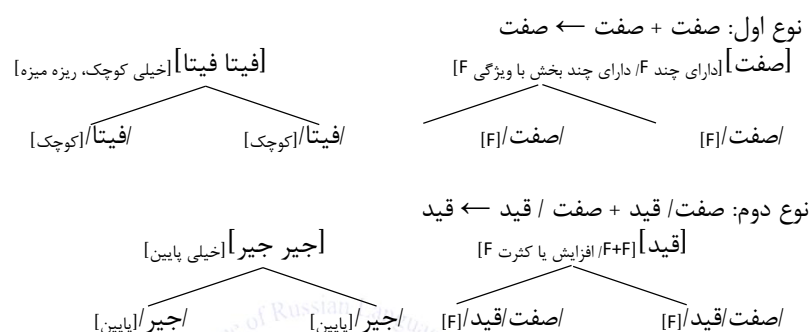 نوع اول: صفت + صفت ← صفت
[صفت] [دارای چند F/ دارای چند بخش با ویژگی F] [فیتا فیتا] [خیلی کوچک، ریزه میزه]
/صفت/[F] /صفت/[F] /فیتا/[کوچک] /فیتا/[کوچک]
نوع دوم: صفت/ قید + صفت / قید ← قید
[قید] [F+F/ افزایش یا کثرت F] [جیر جیر] [خیلی پایین]
/صفت/قید/[F] /صفت/قید/[F] /جیر/[پایین] /جیر/[پایین]
of Russian